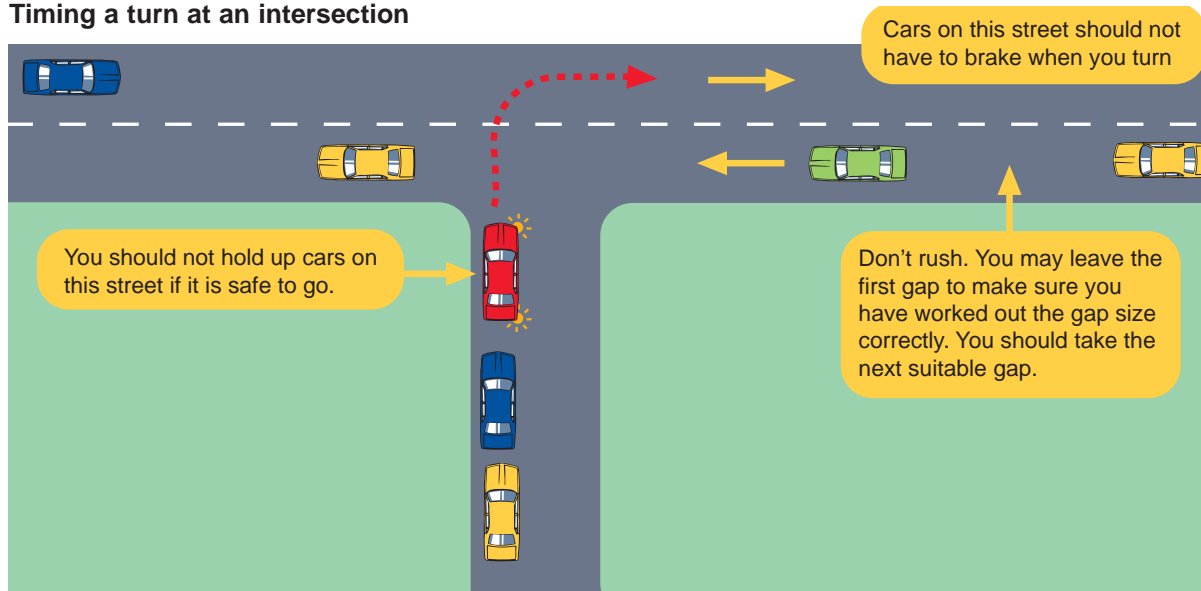 Timing a turn at an intersection
Cars on this street should not
have to brake when you turn
You should not hold up cars on
this street if it is safe to go.
Don’t rush. You may leave the
first gap to make sure you
have worked out the gap size
correctly. You should take the
next suitable gap.